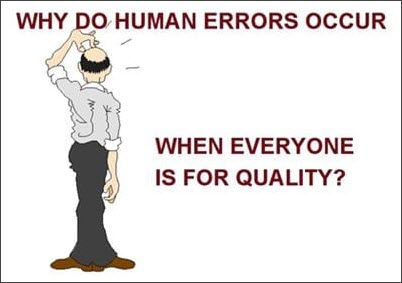 WHY DO HUMAN ERRORS OCCUR
WHEN EVERYONE
IS FOR QUALITY?